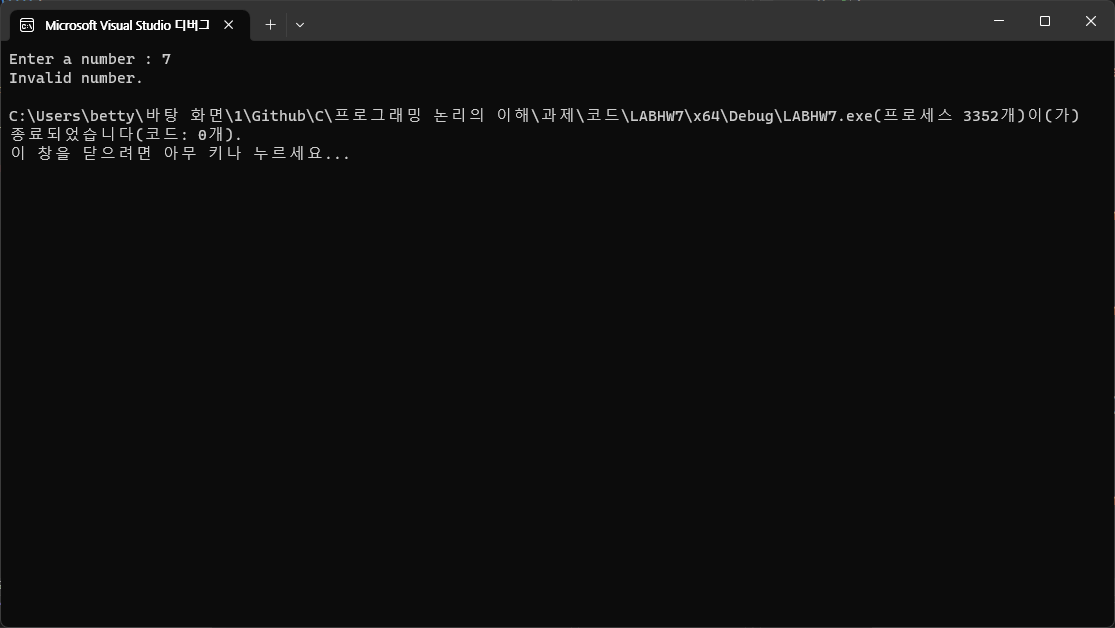 Microsoft Visual Studio 디버그
Enter a number : 7
Invalid number.
C:\Users\betty\바탕 화면\1\Github\C\프로그래밍 논리의 이해\과제\코드\LABHW7\x64\Debug\LABHW7.exe(프로세스 3352개)이(가)
종료되었습니다(코드: 0개).
이 창을 닫으려면 아무 키나 누르세요...